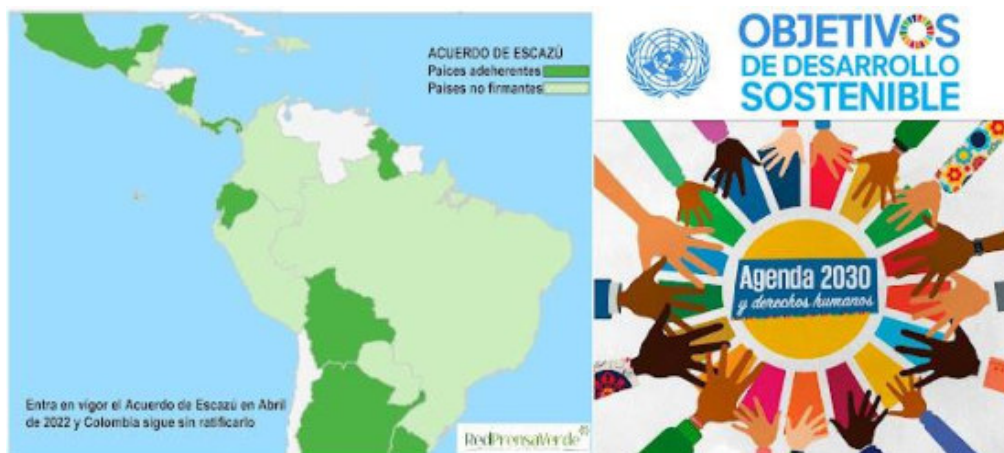 ACUERDO DE ESCAZÚ
Paices adeherentes
Países no firmantes
Entra en vigor el Acuerdo de Escazú en Abril
de 2022 y Colombia sigue sin ratificarlo
RedPrensaVerde
OBJETIVOS
DE DESARROLLO
SOSTENIBLE
Agenda 2030
y derechos humanos